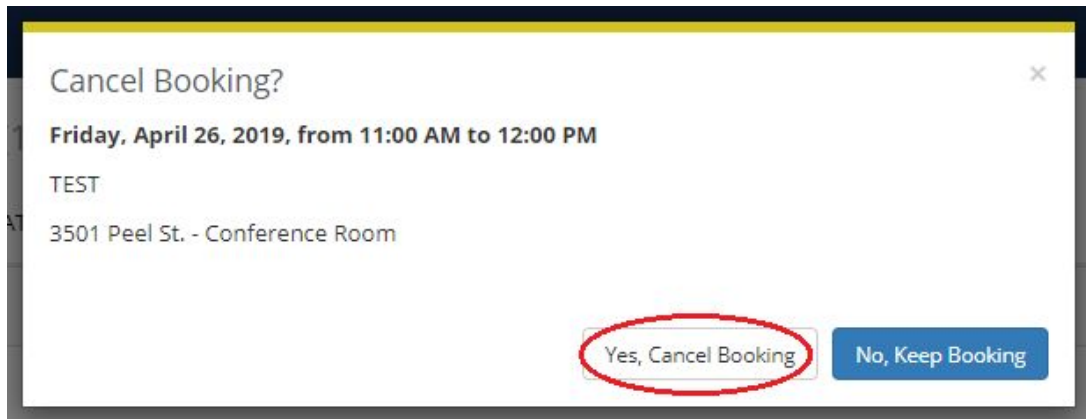 Cancel Booking?
×
Friday, April 26, 2019, from 11:00 AM to 12:00 PM
TEST
3501 Peel St. - Conference Room
Yes, Cancel Booking
No, Keep Booking